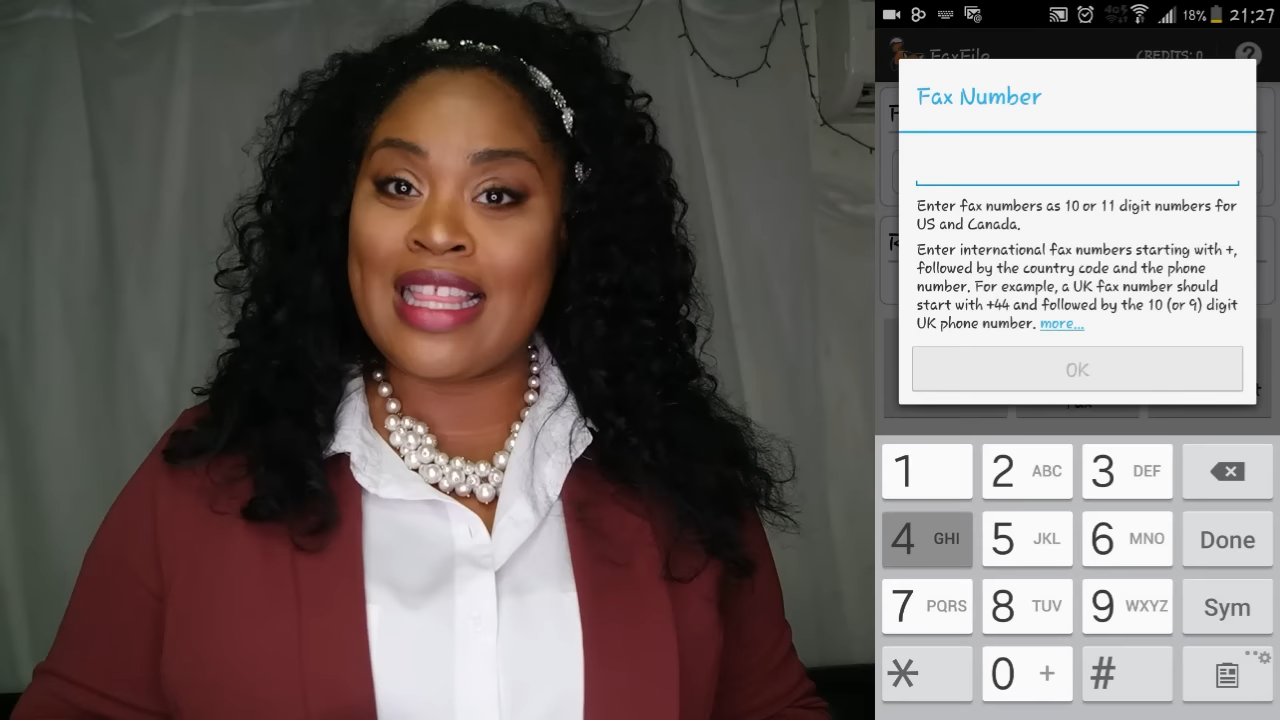 18% 21:27
FaxFile CREDITS: 0 ?
Fax Number
Enter fax numbers as 10 or 11 digit numbers for
US and Canada.
Enter international fax numbers starting with +,
followed by the country code and the phone
number. For example, a UK fax number should
start with +44 and followed by the 10 (or 9) digit
UK phone number. more...
OK
1 2 ABC 3 DEF
4 GHI 5 JKL 6 MNO Done
7 PQRS 8 TUV 9 WXYZ Sym
* 0 + #